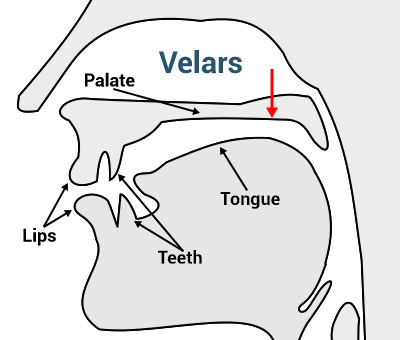 Velars
Palate
Tongue
Lips
Teeth